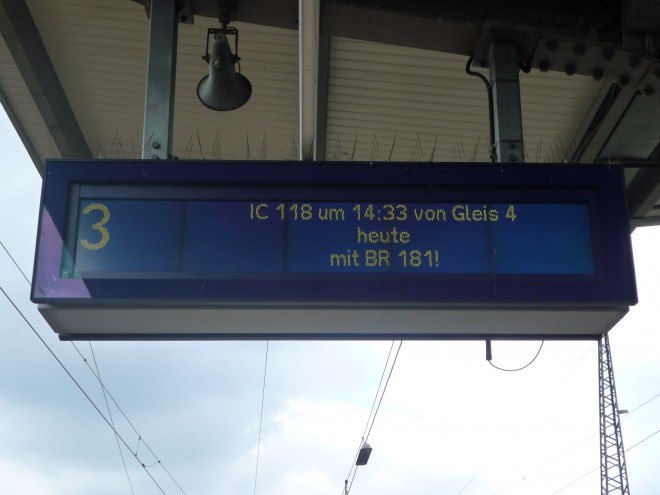 3
IC 118 um 14:33 von Gleis 4
heute
mit BR 181!